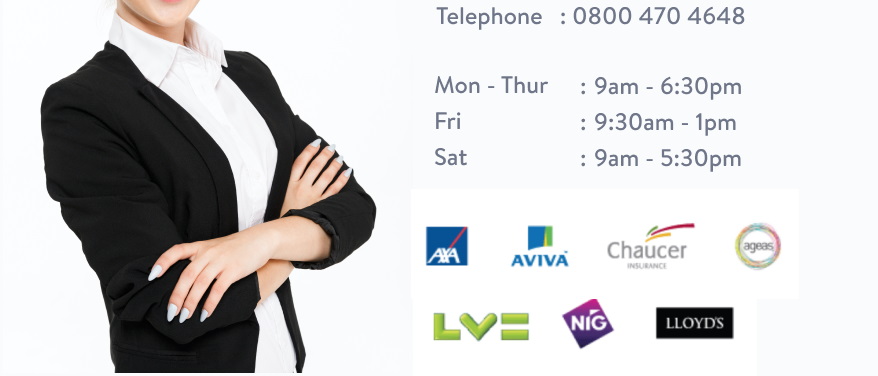 Telephone : 0800 470 4648
Mon - Thur : 9am - 6:30pm
Fri : 9:30am - 1pm
Sat : 9am - 5:30pm
AXA AVIVA Chaucer INSURANCE ageas
LV= NIG LLOYD'S